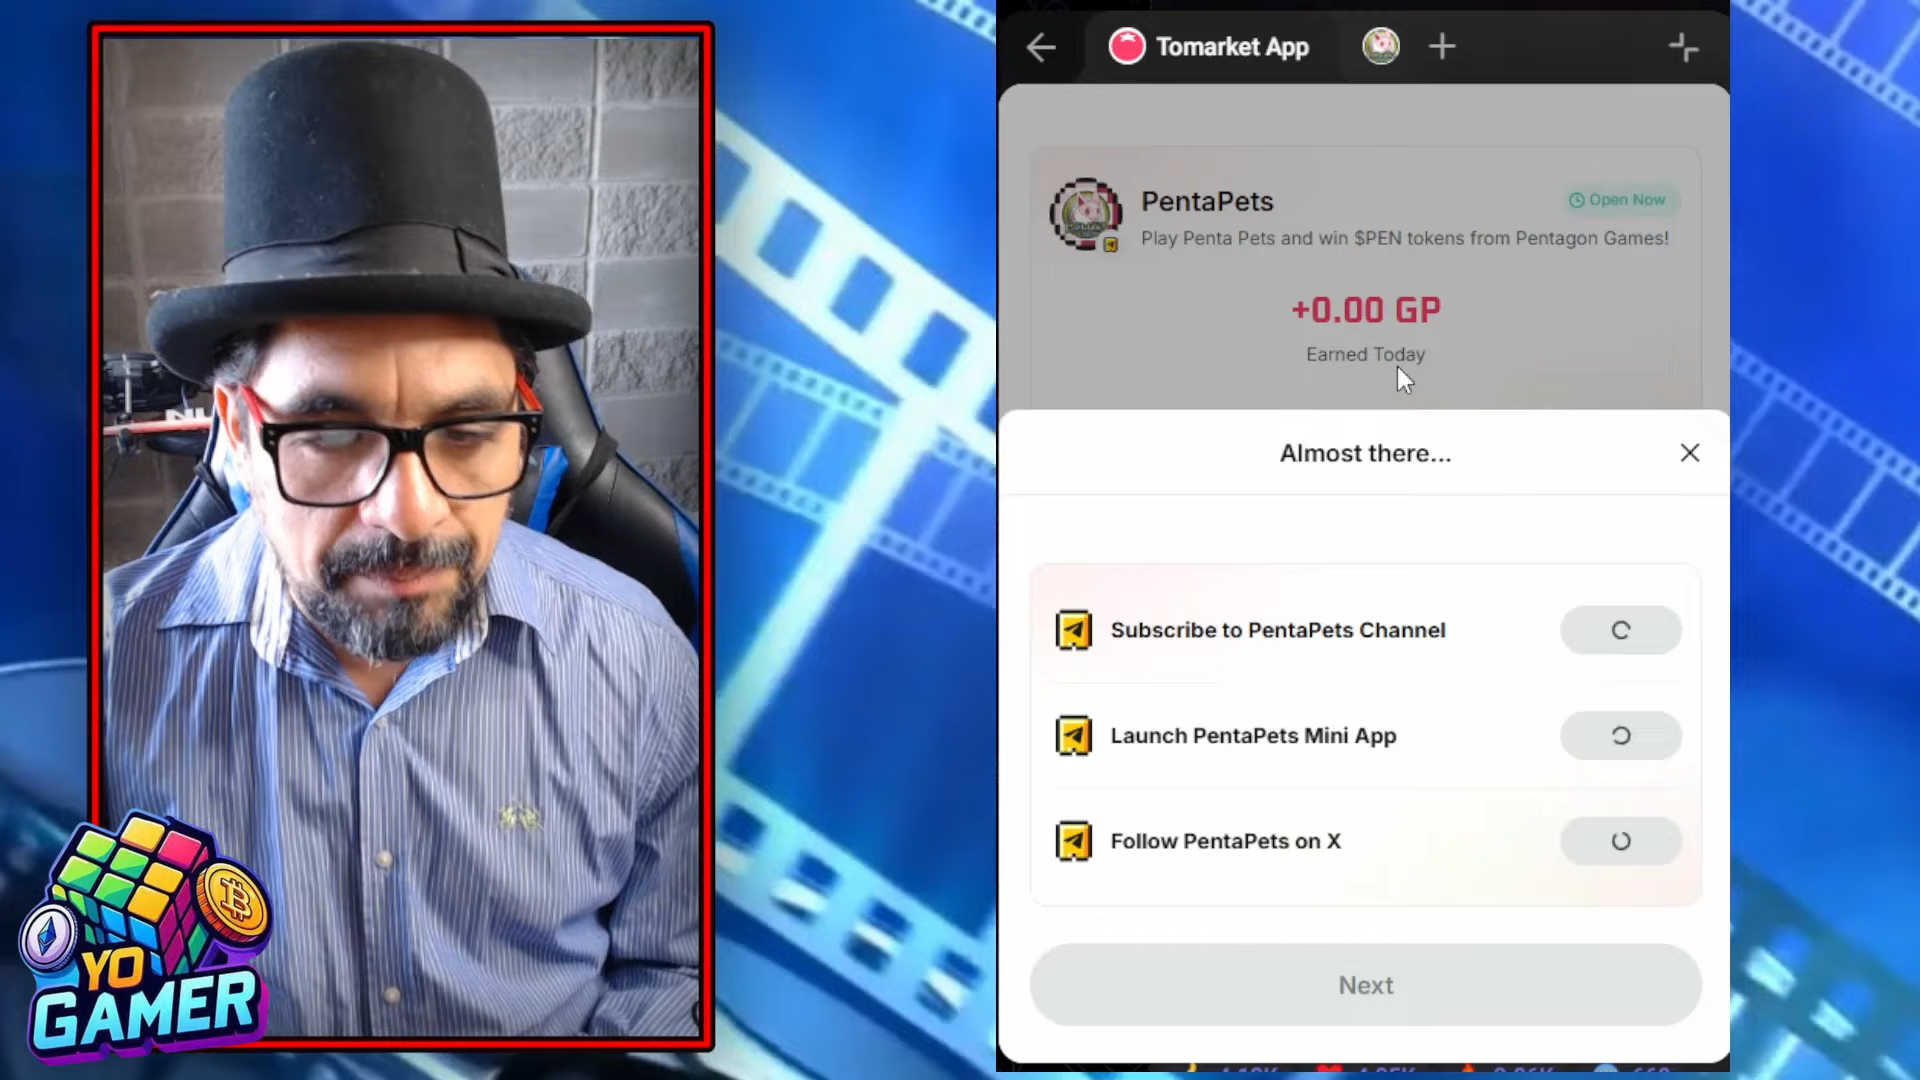 Tomarket App
PentaPets
Open Now
Play Penta Pets and win $PEN tokens from Pentagon Games!
+0.00 GP
Earned Today
Almost there...
Subscribe to PentaPets Channel
Launch PentaPets Mini App
Follow PentaPets on X
Next
YO
GAMER